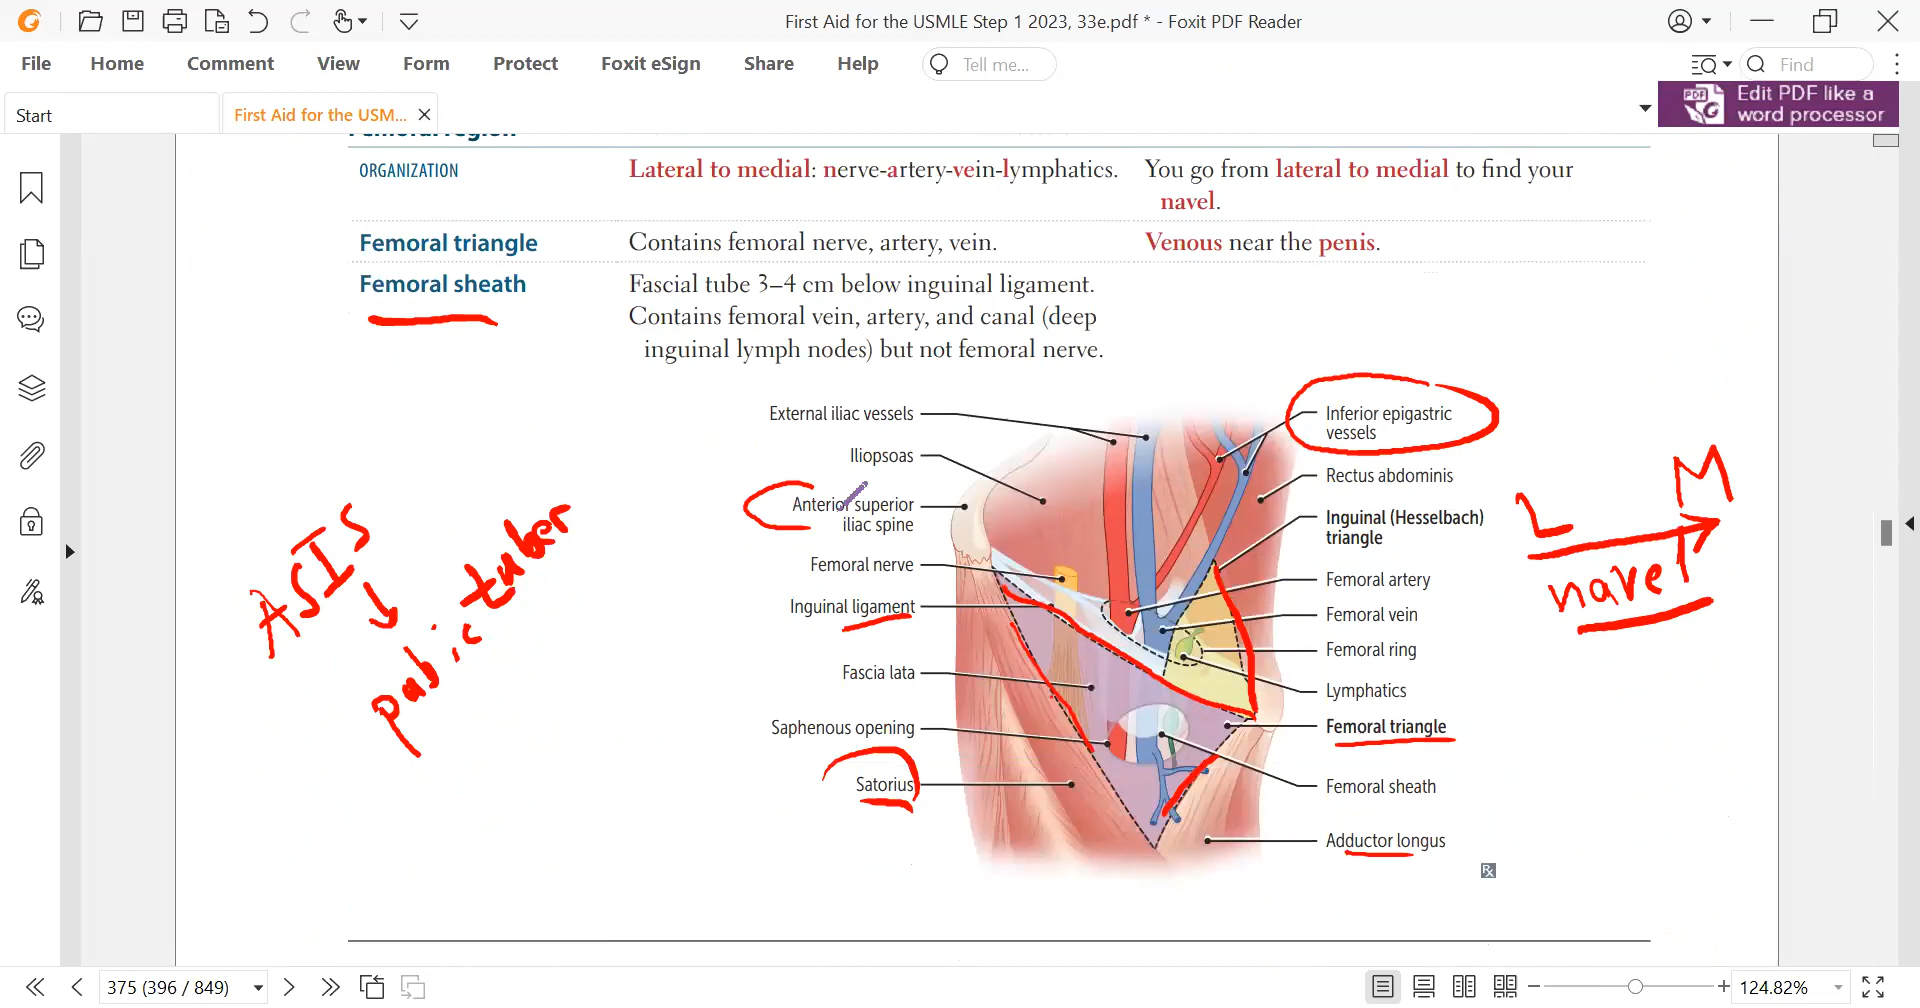 First Aid for the USMLE Step 1 2023, 33e.pdf * - Foxit PDF Reader
File Home Comment View Form Protect Foxit eSign Share Help Tell me... Find
Start First Aid for the USM... Edit PDF like a
word processor
Femoral region
ORGANIZATION Lateral to medial: nerve-artery-vein-lymphatics. You go from lateral to medial to find your
navel.
Femoral triangle Contains femoral nerve, artery, vein. Venous near the penis.
Femoral sheath Fascial tube 3–4 cm below inguinal ligament.
Contains femoral vein, artery, and canal (deep
inguinal lymph nodes) but not femoral nerve.
External iliac vessels
Iliopsoas
Anterior superior
iliac spine
Femoral nerve
Inguinal ligament
Fascia lata
Saphenous opening
Satorius
Inferior epigastric
vessels
Rectus abdominis
Inguinal (Hesselbach)
triangle
Femoral artery
Femoral vein
Femoral ring
Lymphatics
Femoral triangle
Femoral sheath
Adductor longus
Rx
ASIS
pubic tuber
L M
navel
375 (396 / 849) 124.82%